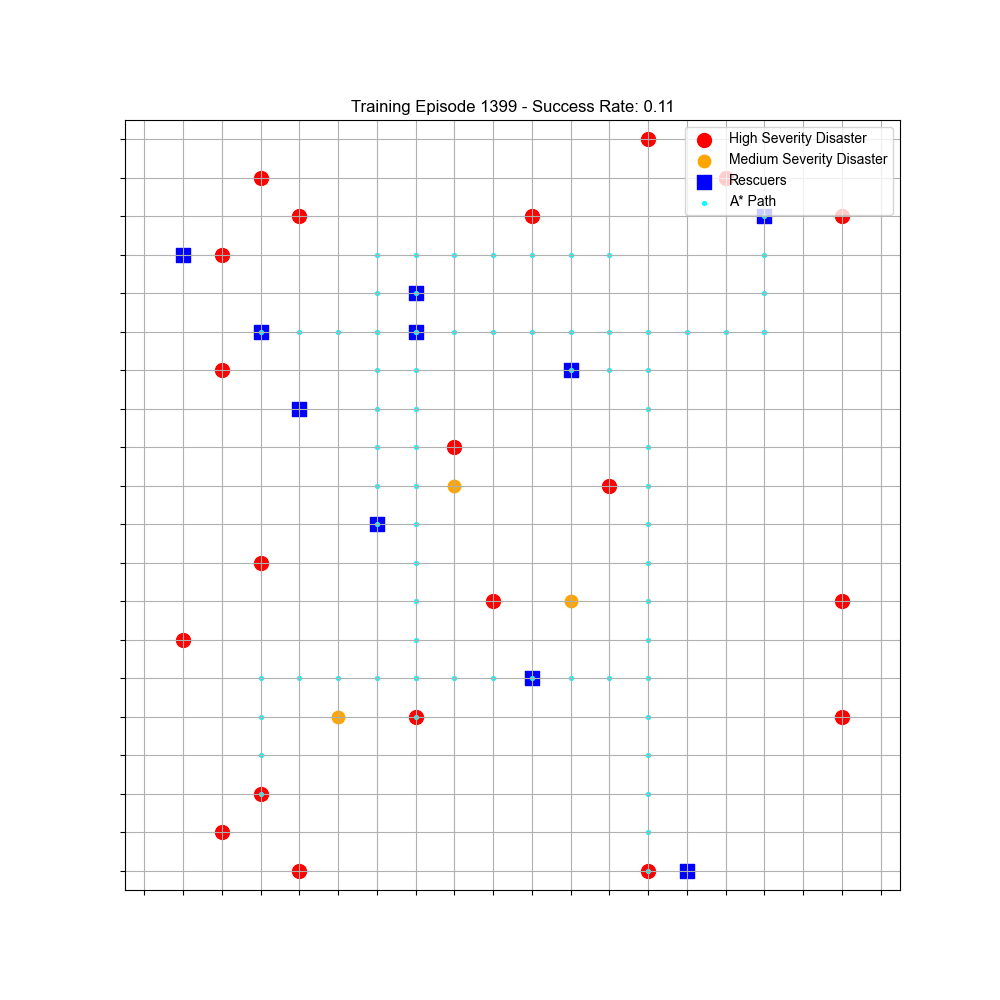 Training Episode 1399 - Success Rate: 0.11
High Severity Disaster
Medium Severity Disaster
Rescuers
A* Path